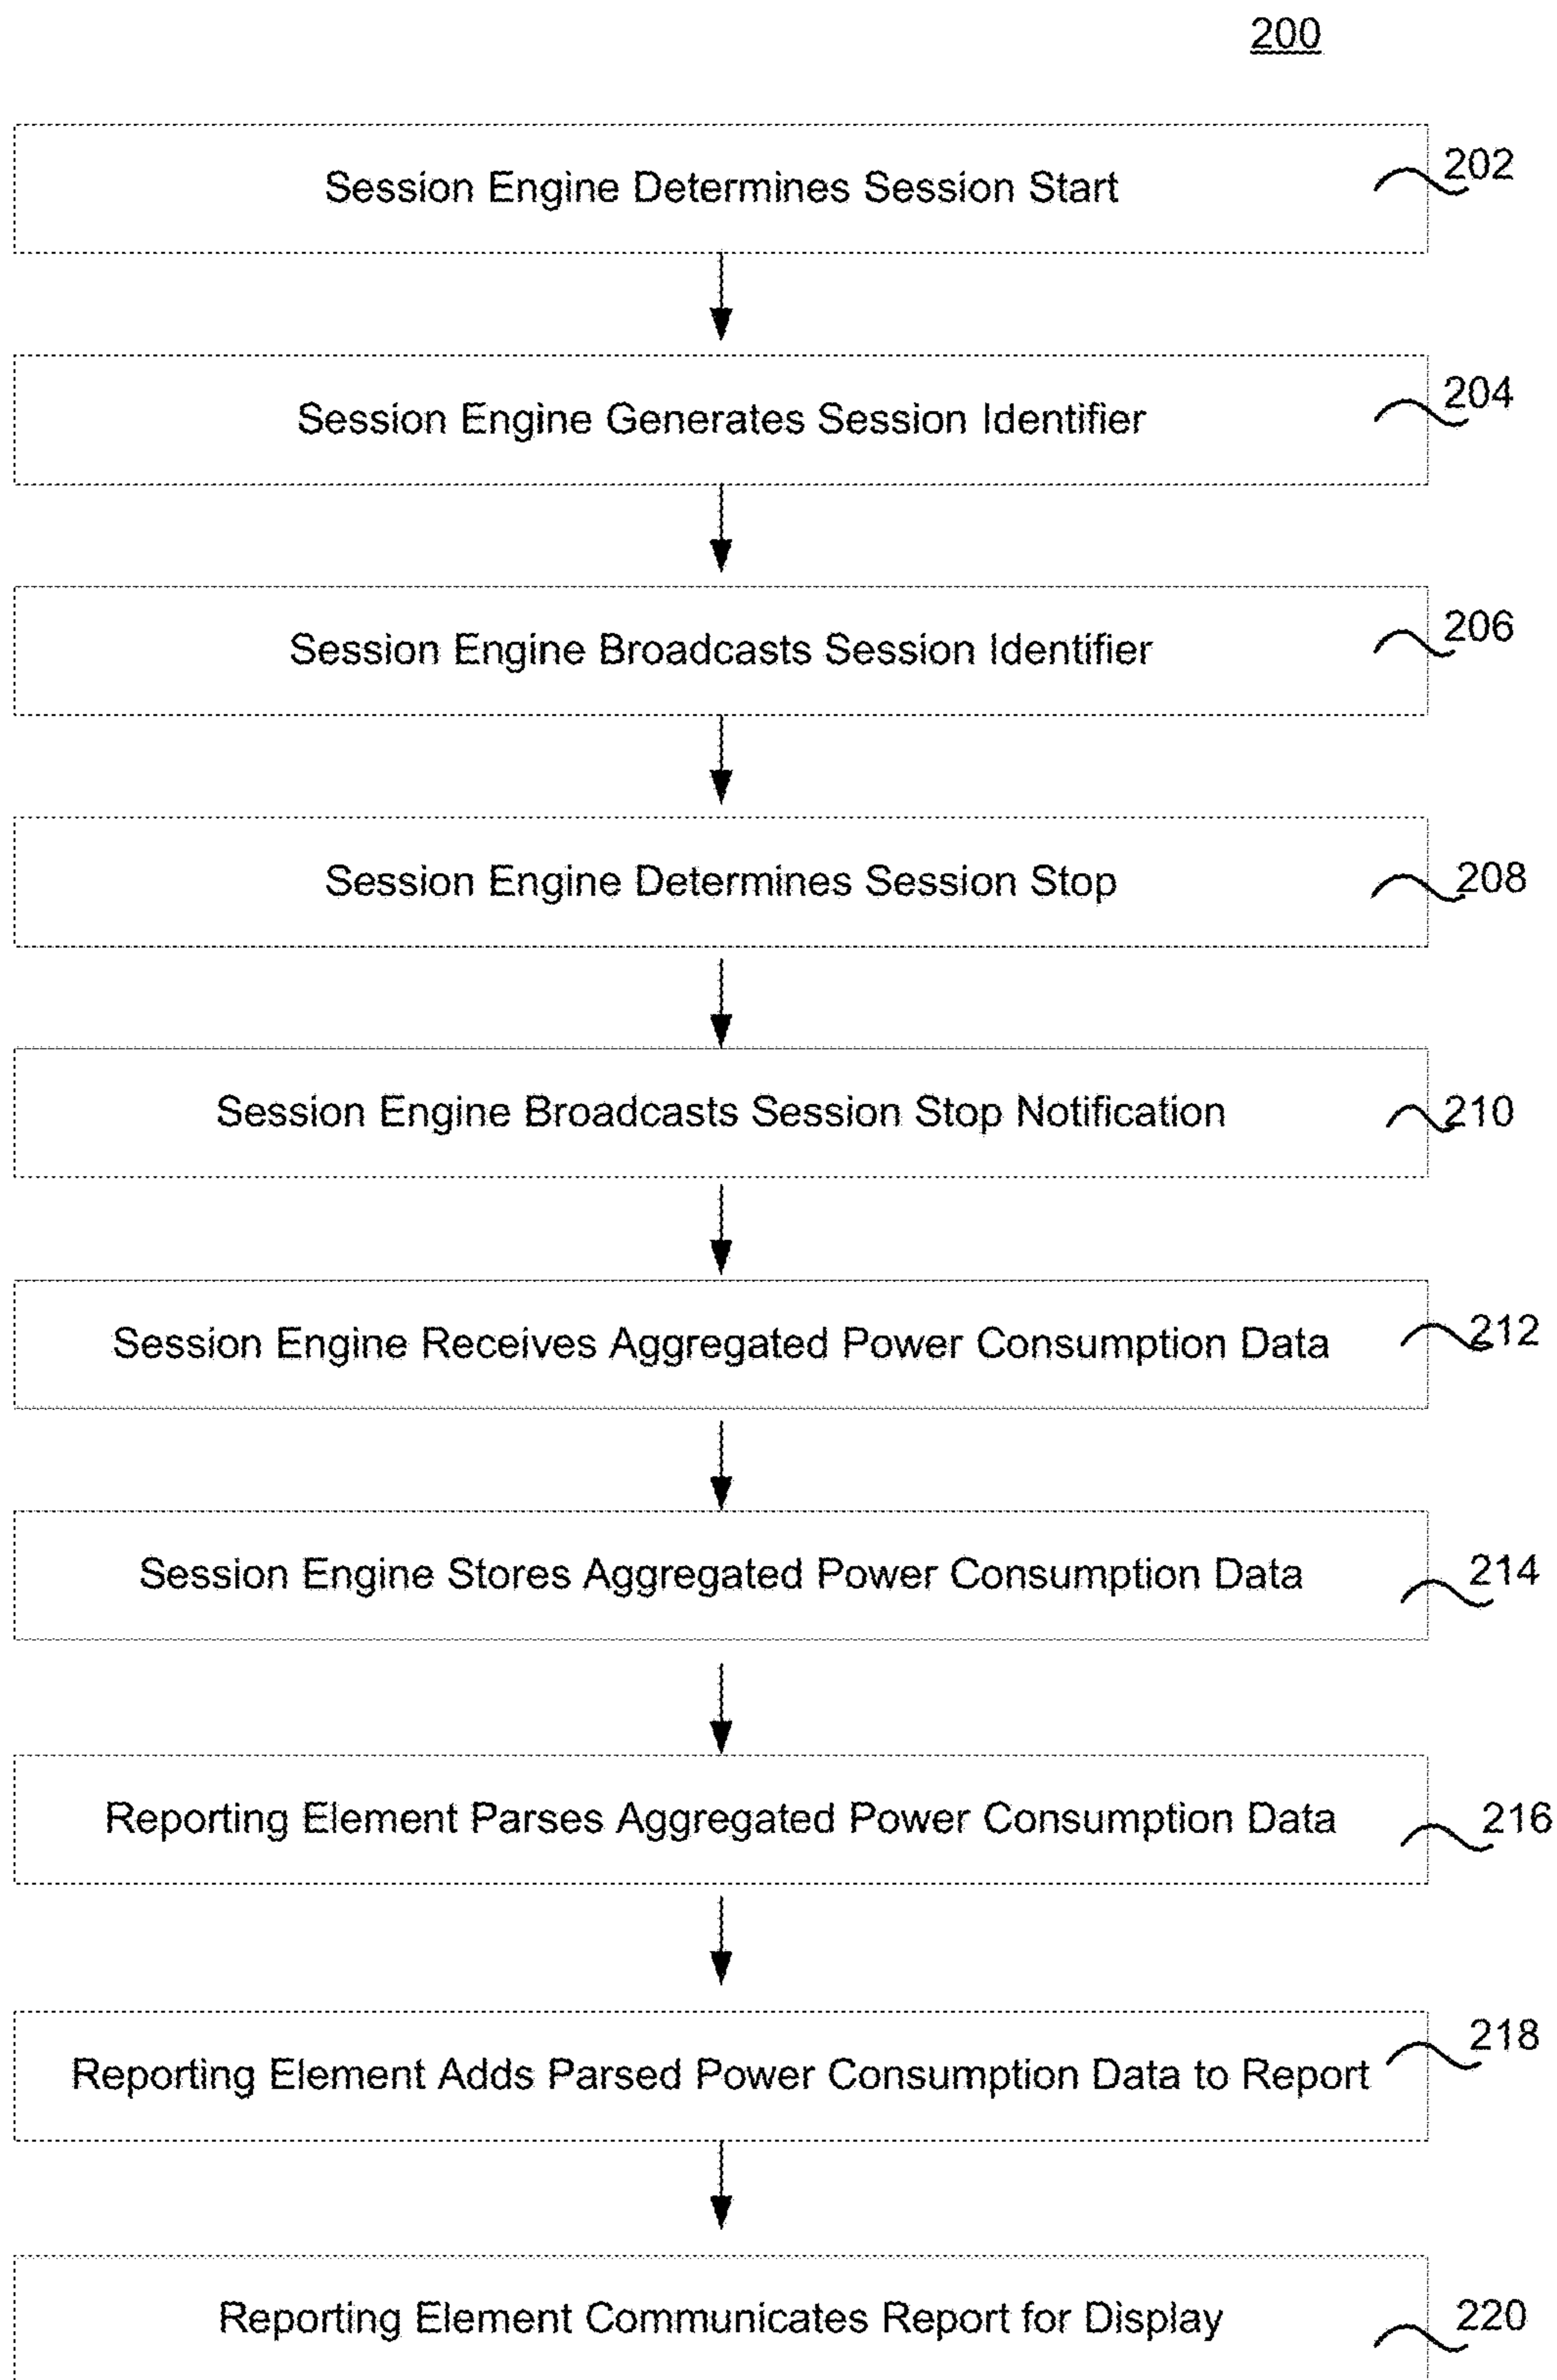 200
Session Engine Determines Session Start 202
Session Engine Generates Session Identifier 204
Session Engine Broadcasts Session Identifier 206
Session Engine Determines Session Stop 208
Session Engine Broadcasts Session Stop Notification 210
Session Engine Receives Aggregated Power Consumption Data 212
Session Engine Stores Aggregated Power Consumption Data 214
Reporting Element Parses Aggregated Power Consumption Data 216
Reporting Element Adds Parsed Power Consumption Data to Report 218
Reporting Element Communicates Report for Display 220